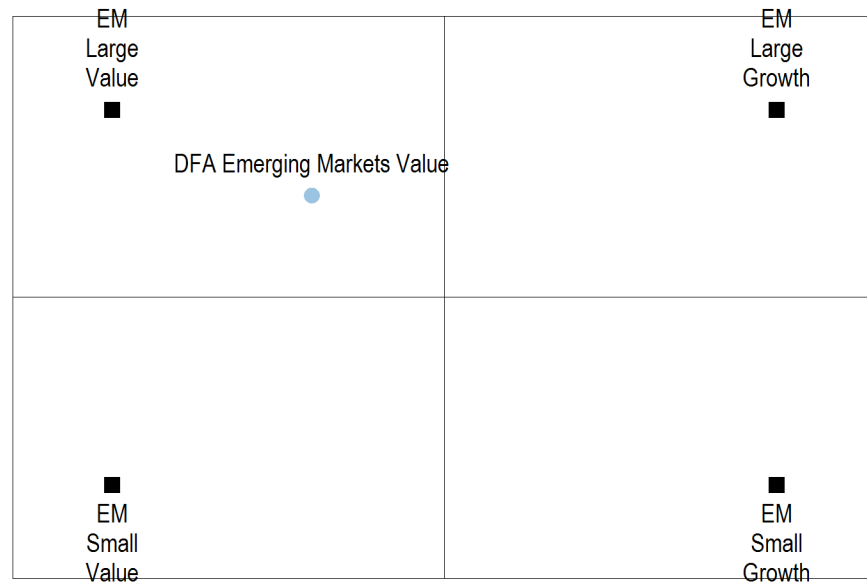 EM
Large
Value
EM
Large
Growth
DFA Emerging Markets Value
EM
Small
Value
EM
Small
Growth